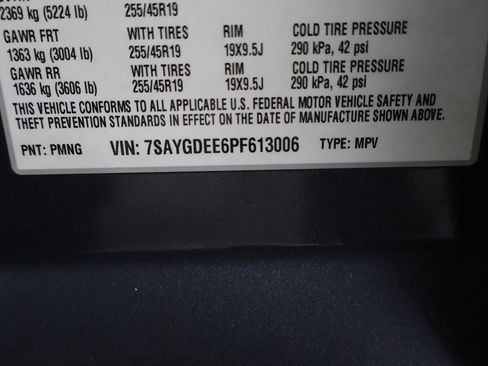 2369 kg (5224 lb) 255/45R19
GAWR FRT WITH TIRES RIM COLD TIRE PRESSURE
1363 kg (3004 lb) 255/45R19 19X9.5J 290 kPa, 42 psi
GAWR RR WITH TIRES RIM COLD TIRE PRESSURE
1636 kg (3606 lb) 255/45R19 19X9.5J 290 kPa, 42 psi
THIS VEHICLE CONFORMS TO ALL APPLICABLE U.S. FEDERAL MOTOR VEHICLE SAFETY AND
THEFT PREVENTION STANDARDS IN EFFECT ON THE DATE OF MANUFACTURE SHOWN ABOVE.
PNT: PMNG VIN: 7SAYGDEE6PF613006 TYPE: MPV